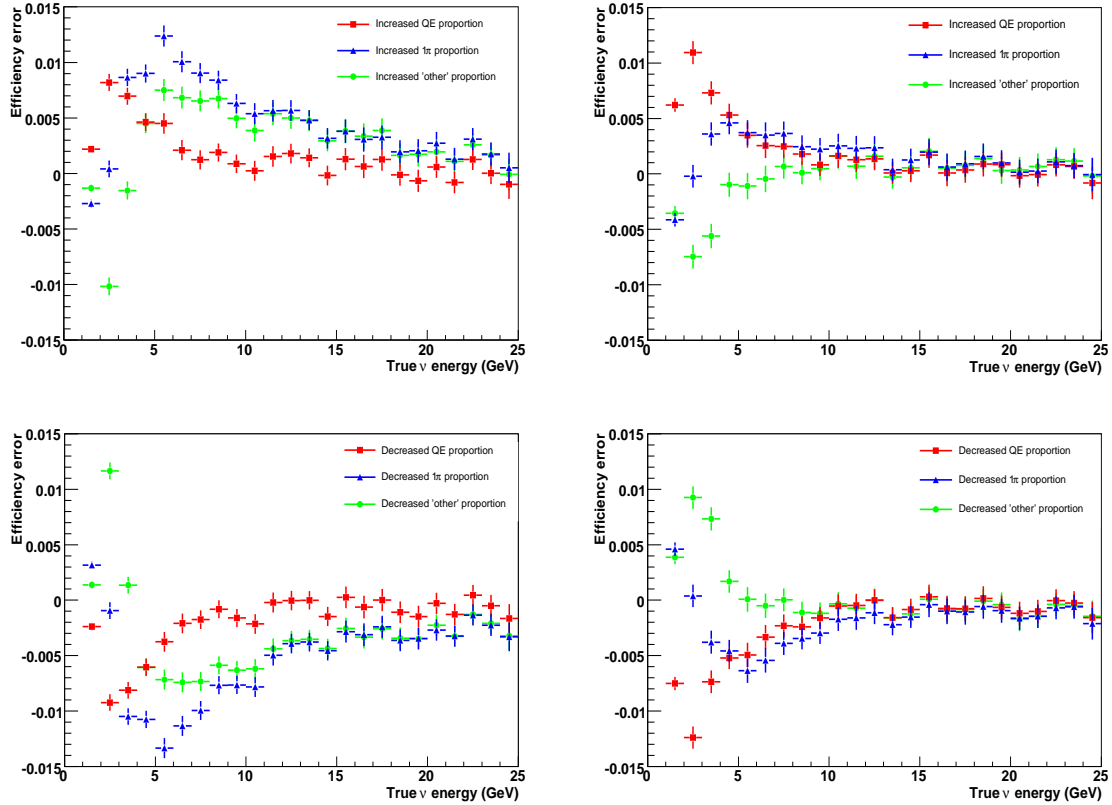 Efficiency error
0.015
0.01
0.005
0
-0.005
-0.01
-0.015
Increased QE proportion
Increased 1π proportion
Increased 'other' proportion
0 5 10 15 20 25
True ν energy (GeV)
Efficiency error
0.015
0.01
0.005
0
-0.005
-0.01
-0.015
Increased QE proportion
Increased 1π proportion
Increased 'other' proportion
0 5 10 15 20 25
True ν energy (GeV)
Efficiency error
0.015
0.01
0.005
0
-0.005
-0.01
-0.015
Decreased QE proportion
Decreased 1π proportion
Decreased 'other' proportion
0 5 10 15 20 25
True ν energy (GeV)
Efficiency error
0.015
0.01
0.005
0
-0.005
-0.01
-0.015
Decreased QE proportion
Decreased 1π proportion
Decreased 'other' proportion
0 5 10 15 20 25
True ν energy (GeV)